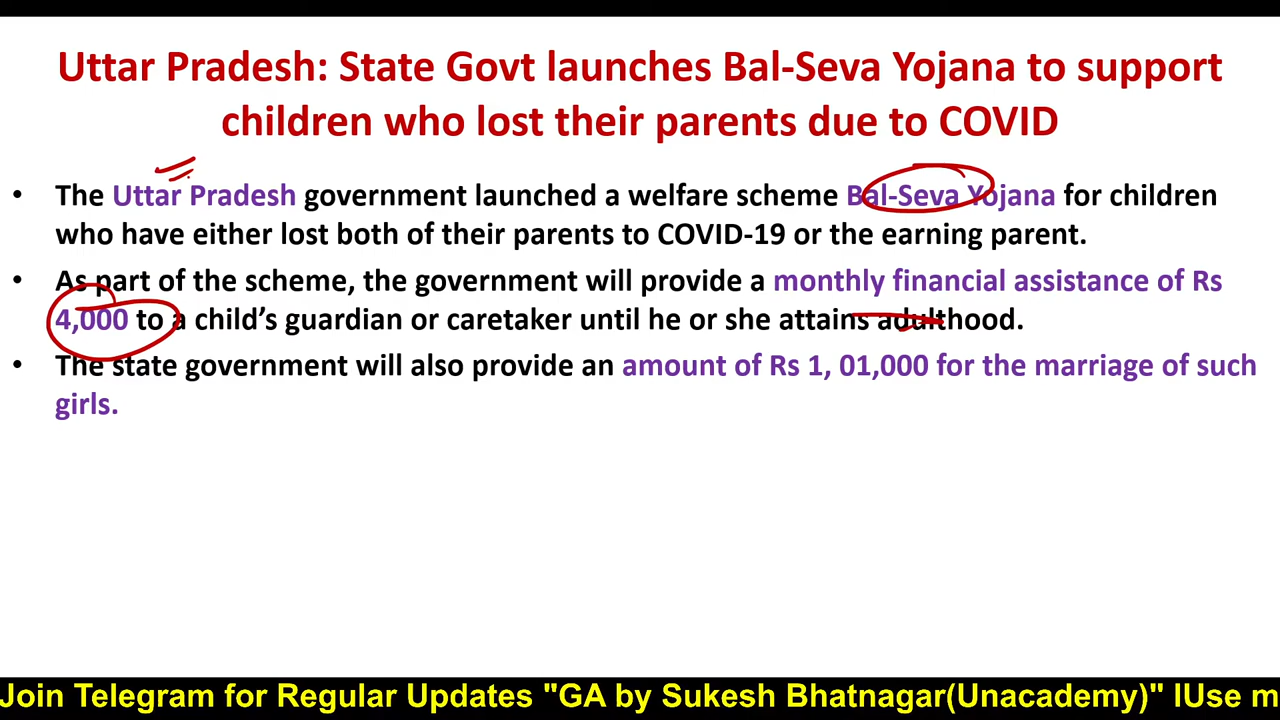 Uttar Pradesh: State Govt launches Bal-Seva Yojana to support
children who lost their parents due to COVID
• The Uttar Pradesh government launched a welfare scheme Bal-Seva Yojana for children
who have either lost both of their parents to COVID-19 or the earning parent.
• As part of the scheme, the government will provide a monthly financial assistance of Rs
4,000 to a child’s guardian or caretaker until he or she attains adulthood.
• The state government will also provide an amount of Rs 1, 01,000 for the marriage of such
girls.
Join Telegram for Regular Updates "GA by Sukesh Bhatnagar(Unacademy)" IUse m